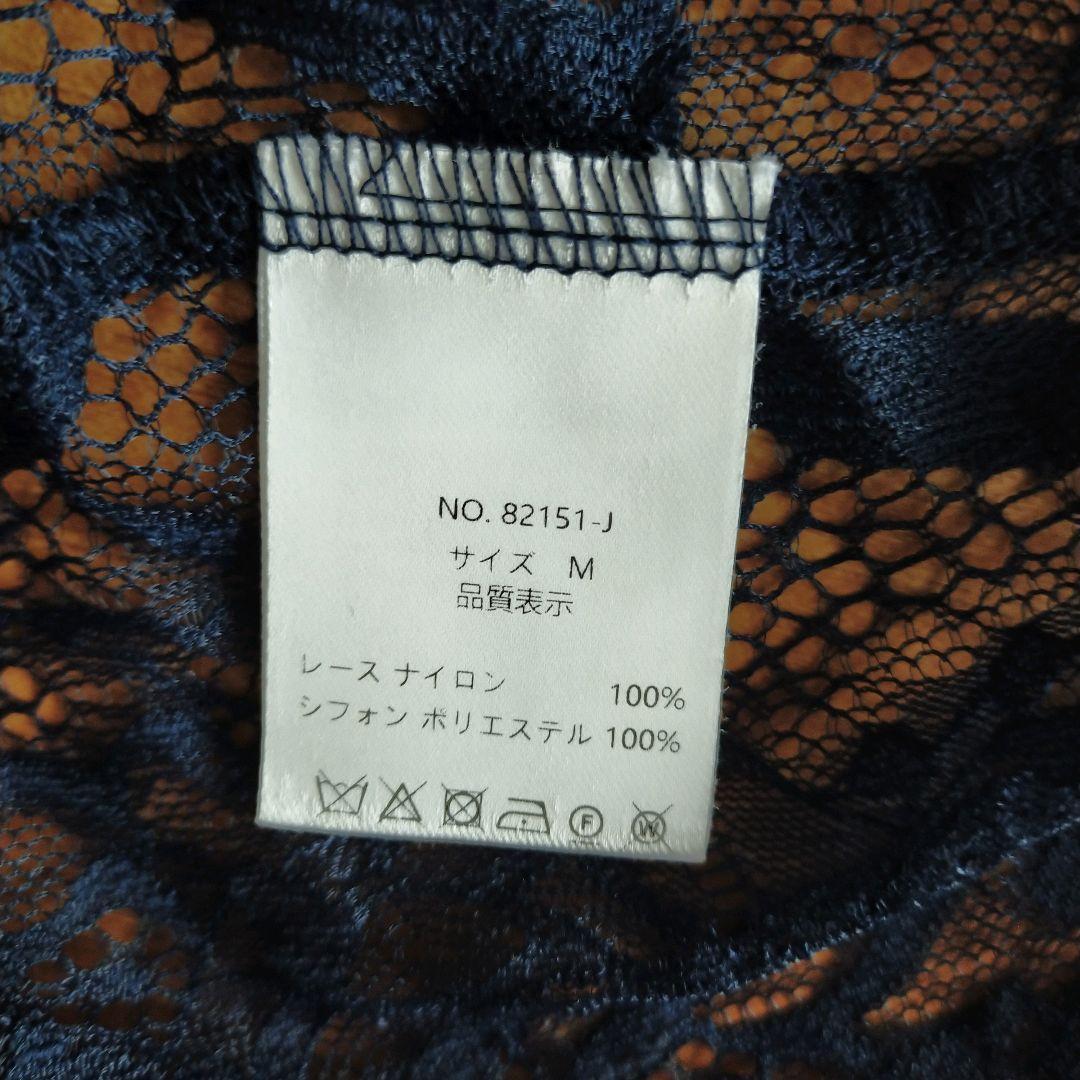 NO. 82151-J
サイズ M
品質表示
レース ナイロン 100%
シフォン ポリエステル 100%
F W